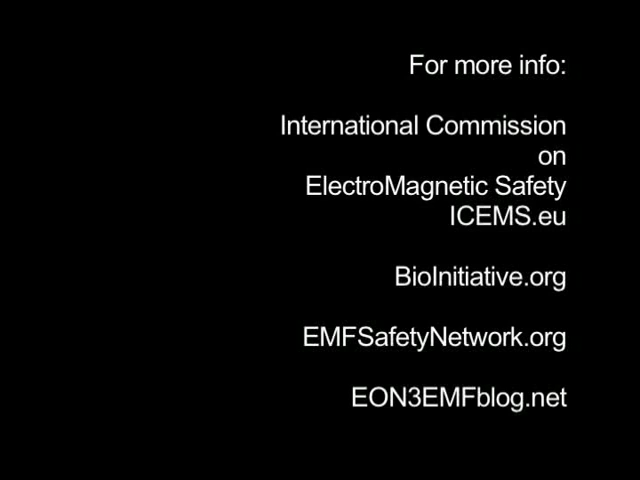 For more info:
International Commission
on
ElectroMagnetic Safety
ICEMS.eu
BioInitiative.org
EMFSafetyNetwork.org
EON3EMFblog.net